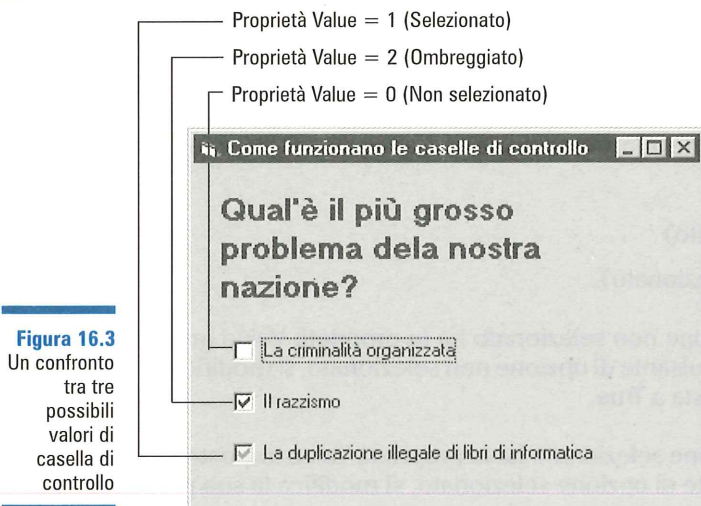 Proprietà Value = 1 (Selezionato)
Proprietà Value = 2 (Ombreggiato)
Proprietà Value = 0 (Non selezionato)
Come funzionano le caselle di controllo
Qual'è il più grosso
problema dela nostra
nazione?
La criminalità organizzata
Il razzismo
La duplicazione illegale di libri di informatica
Figura 16.3
Un confronto
tra tre
possibili
valori di
casella di
controllo